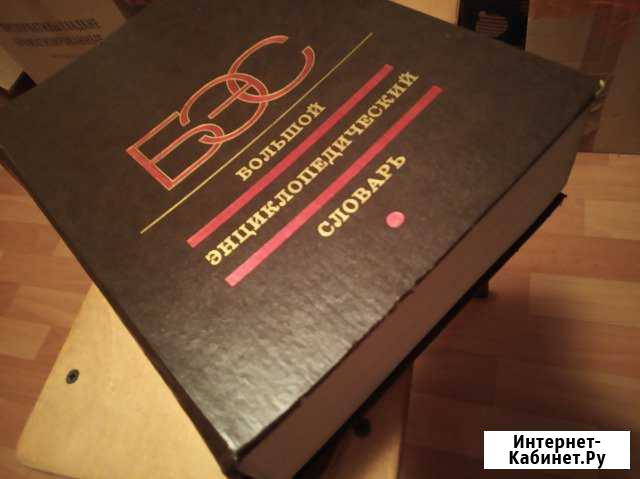 БЭС
БОЛЬШОЙ
ЭНЦИКЛОПЕДИЧЕСКИЙ
СЛОВАРЬ
Интернет-
Кабинет.Ру